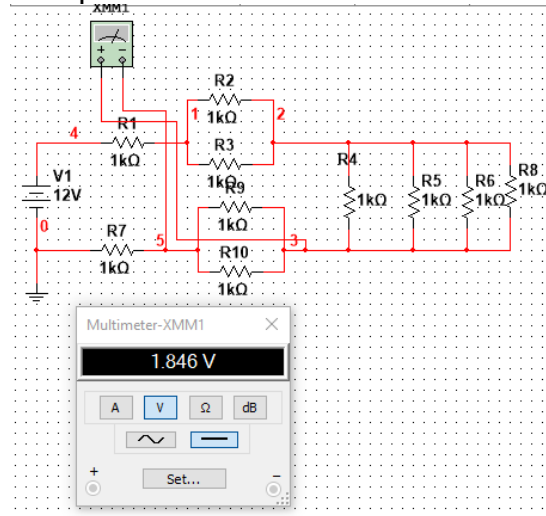 XMM1
+ −
R2
1kΩ
1
2
4
R1
1kΩ
R3
1kΩ
V1
12V
0
R4
1kΩ
R5
1kΩ
R6
1kΩ
R8
1kΩ
R9
1kΩ
R7
1kΩ
5
3
R10
1kΩ
Multimeter-XMM1
1.846 V
A V Ω dB
+ Set... −